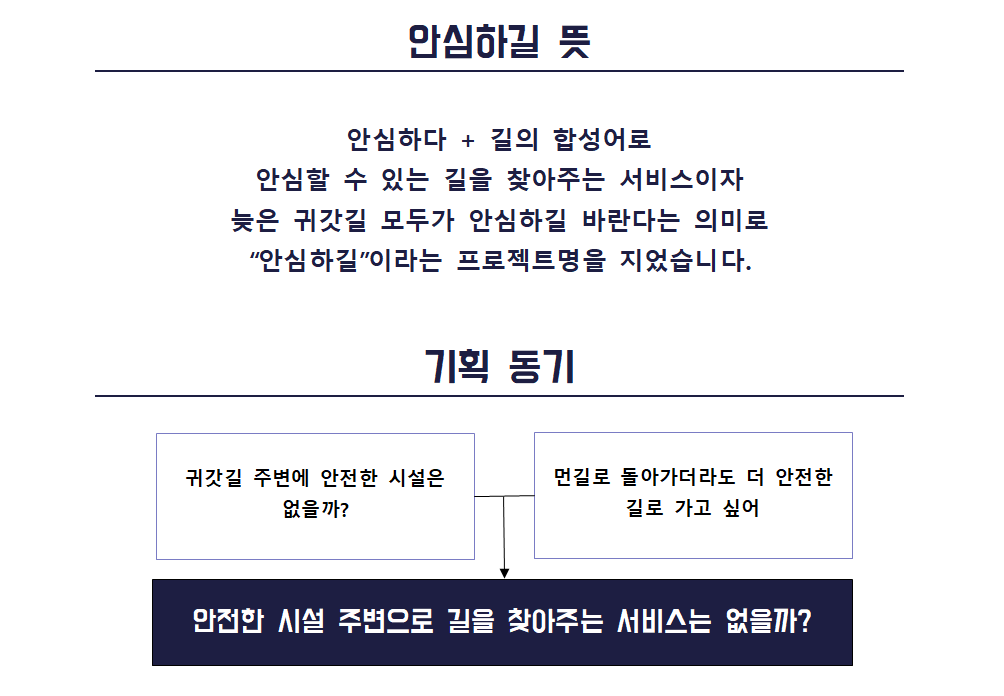 안심하길 뜻
안심하다 + 길의 합성어로
안심할 수 있는 길을 찾아주는 서비스이자
늦은 귀갓길 모두가 안심하길 바란다는 의미로
“안심하길”이라는 프로젝트명을 지었습니다.
기획 동기
귀갓길 주변에 안전한 시설은
없을까?
먼길로 돌아가더라도 더 안전한
길로 가고 싶어
안전한 시설 주변으로 길을 찾아주는 서비스는 없을까?